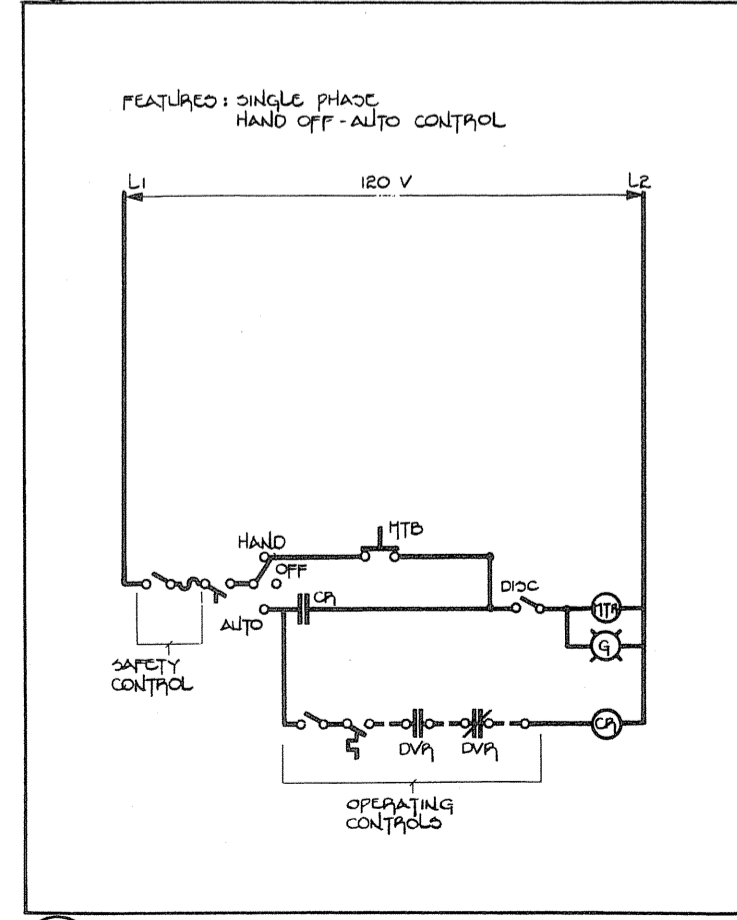 FEATURES: SINGLE PHASE
HAND OFF-AUTO CONTROL
L1
120 V
L2
MTB
HAND
OFF
DISC
CR
AUTO
MTR
G
SAFETY
CONTROL
CR
DVR
DVR
OPERATING
CONTROLS